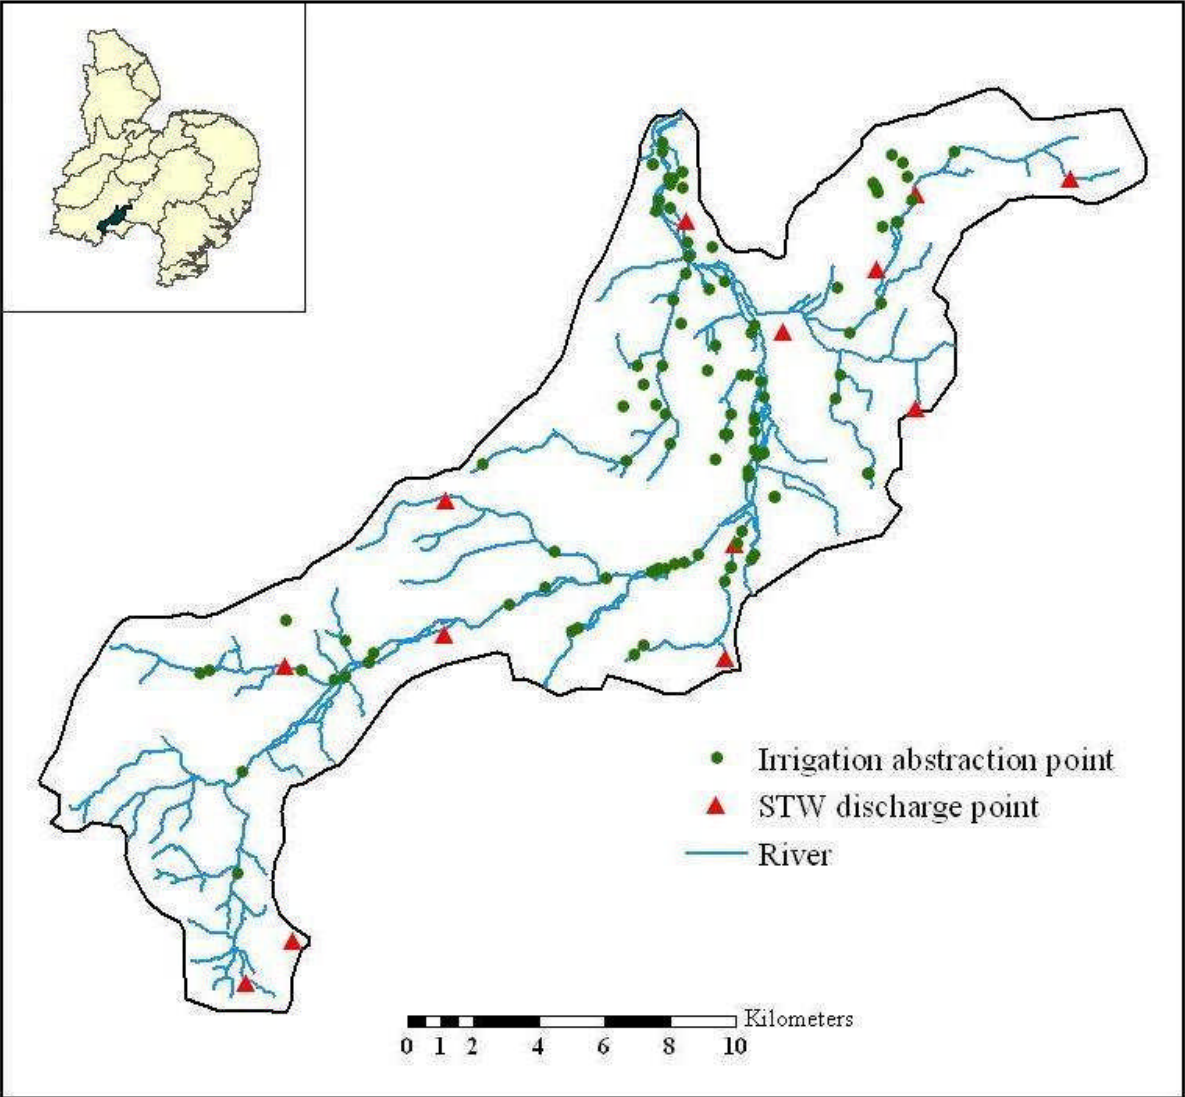 Irrigation abstraction point
STW discharge point
River
Kilometers
0 1 2 4 6 8 10